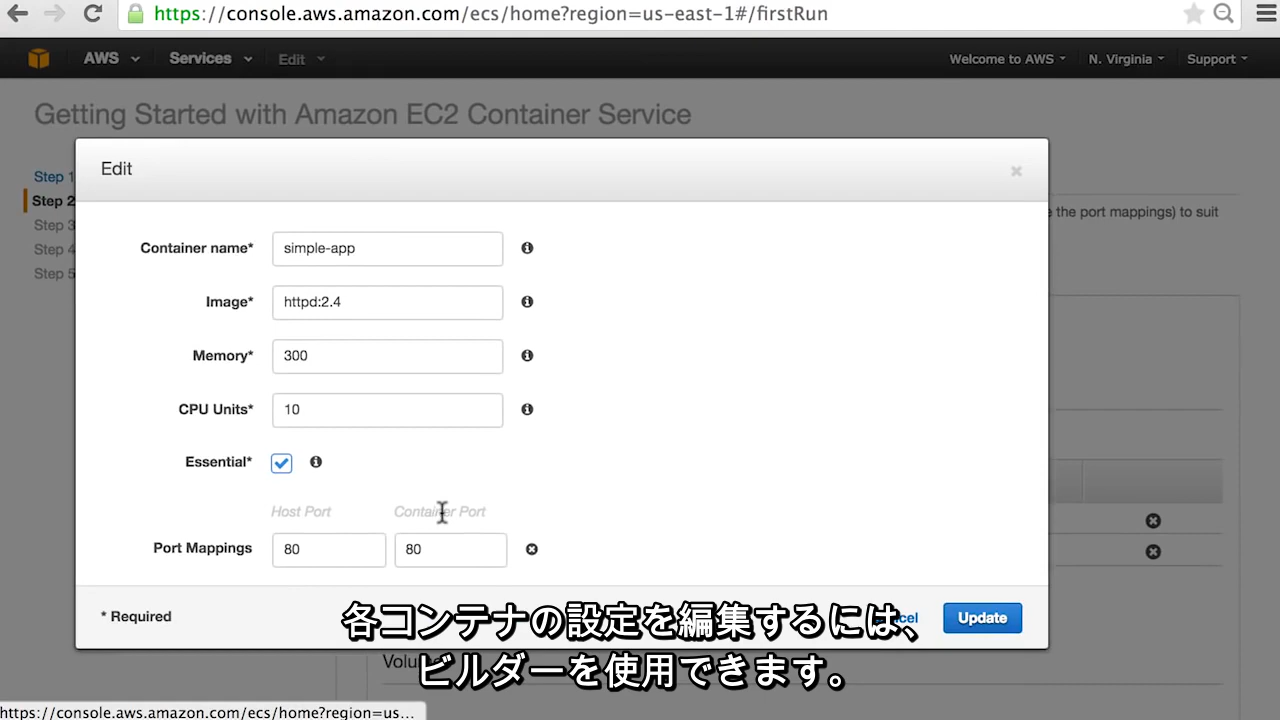 https://console.aws.amazon.com/ecs/home?region=us-east-1#/firstRun
AWS Services Edit Welcome to AWS N. Virginia Support
Getting Started with Amazon EC2 Container Service
Edit
Step 1
Step 2
Step 3
Step 4
Step 5
the port mappings) to suit
Container name* simple-app
Image* httpd:2.4
Memory* 300
CPU Units* 10
Essential*
Host Port Container Port
Port Mappings 80 80
* Required
Update
各コンテナの設定を編集するには、
ビルダーを使用できます。
https://console.aws.amazon.com/ecs/home?region=us...